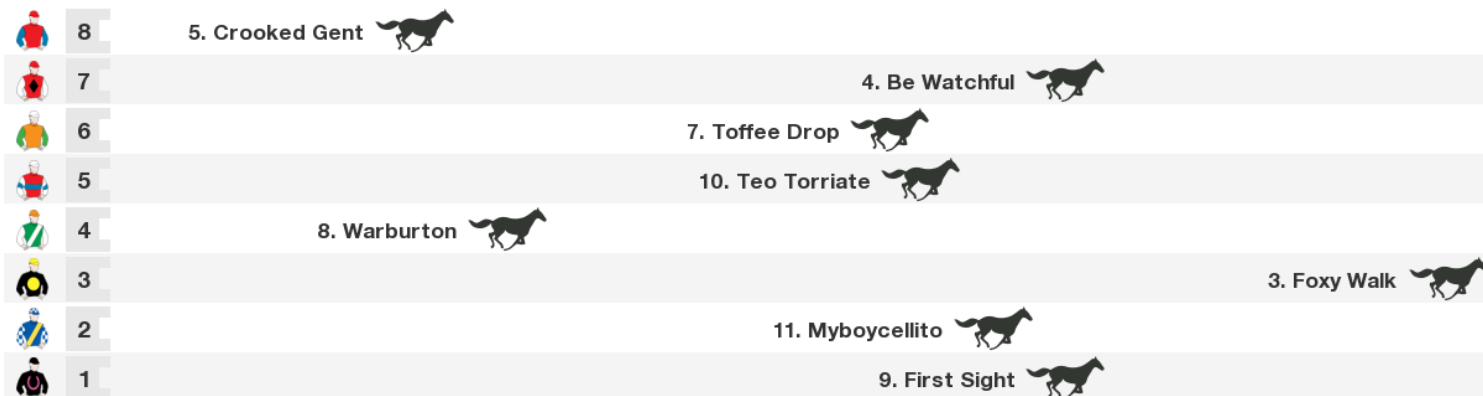 8 5. Crooked Gent
7 4. Be Watchful
6 7. Toffee Drop
5 10. Teo Torriate
4 8. Warburton
3 3. Foxy Walk
2 11. Myboycellito
1 9. First Sight